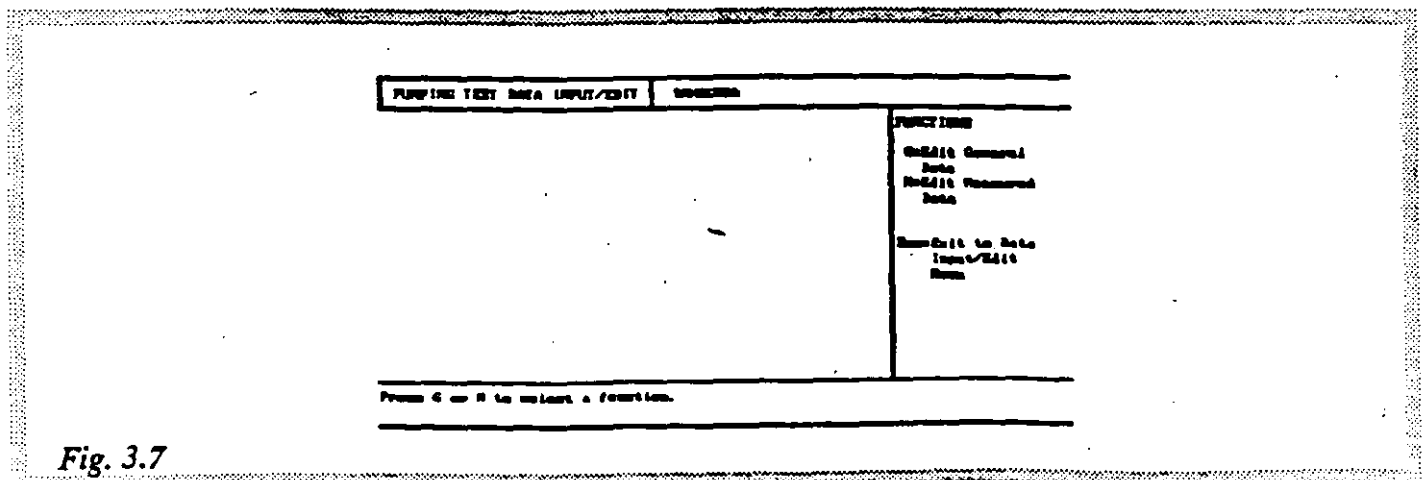 PUMPING TEST DATA INPUT/EDIT
FUNCTIONS
G=Edit General
Data
M=Edit Measured
Data
Esc=Exit to Data
Input/Edit
Menu
Press G or M to select a function.
Fig. 3.7